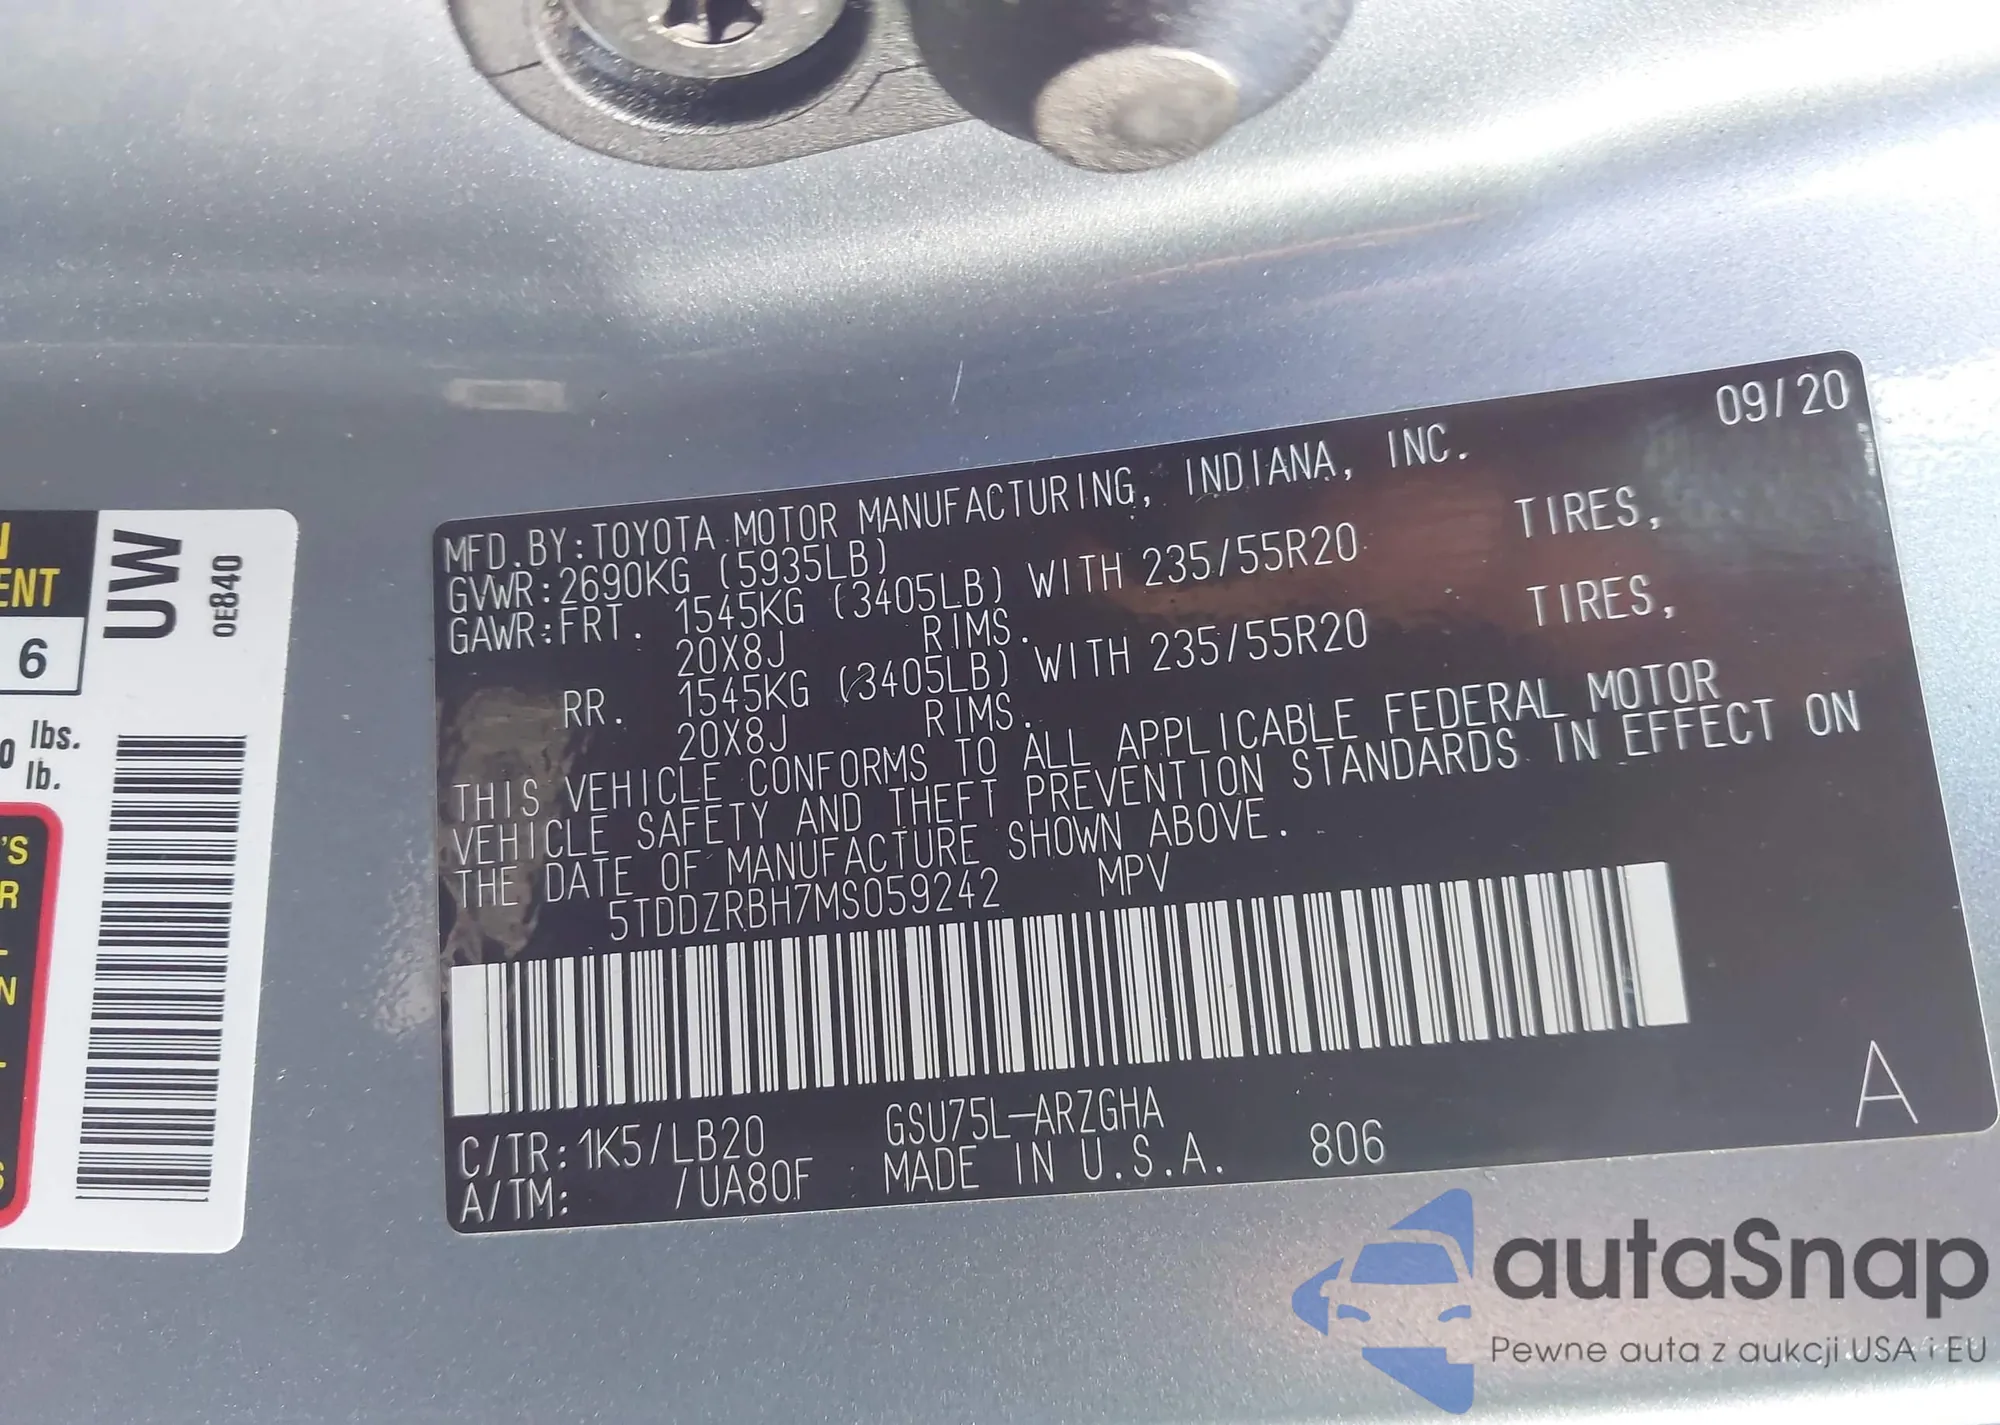 N
ENT
6
0 lbs.
lb.
'S
R
-
N
-
S
UW
OE840
09/20
MFD.BY:TOYOTA MOTOR MANUFACTURING, INDIANA, INC.
GVWR:2690KG (5935LB)
GAWR:FRT. 1545KG (3405LB) WITH 235/55R20 TIRES,
20X8J RIMS.
RR. 1545KG (3405LB) WITH 235/55R20 TIRES,
20X8J RIMS.
THIS VEHICLE CONFORMS TO ALL APPLICABLE FEDERAL MOTOR
VEHICLE SAFETY AND THEFT PREVENTION STANDARDS IN EFFECT ON
THE DATE OF MANUFACTURE SHOWN ABOVE.
5TDDZRBH7MS059242 MPV
C/TR:1K5/LB20 GSU75L-ARZGHA
A/TM: /UA80F MADE IN U.S.A. 806
A
autaSnap
Pewne auta z aukcji USA i EU